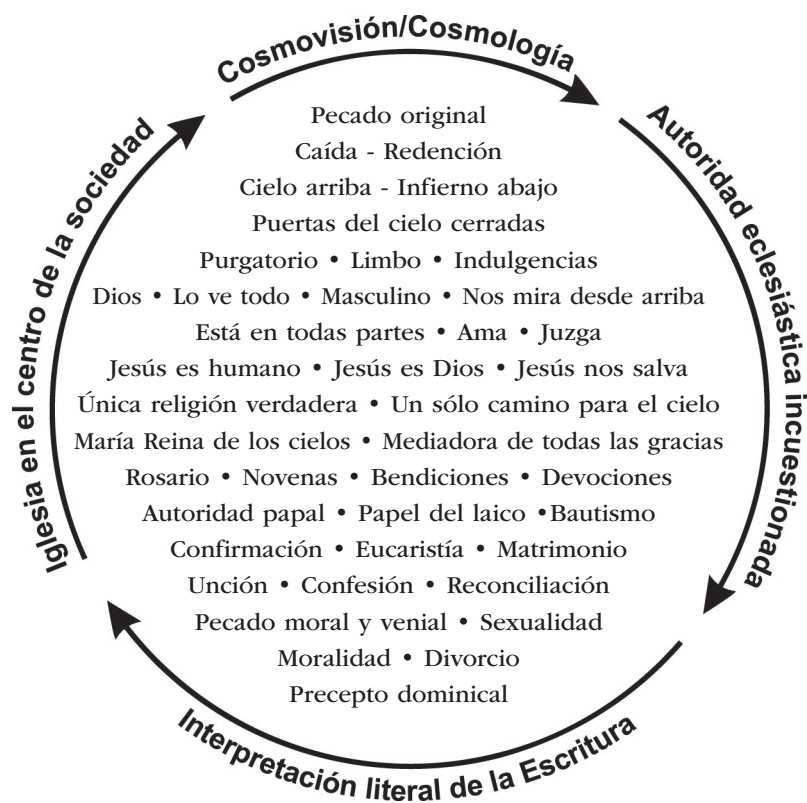 Cosmovisión/Cosmología
Autoridad eclesiástica incuestionada
Interpretación literal de la Escritura
Iglesia en el centro de la sociedad
Pecado original
Caída - Redención
Cielo arriba - Infierno abajo
Puertas del cielo cerradas
Purgatorio • Limbo • Indulgencias
Dios • Lo ve todo • Masculino • Nos mira desde arriba
Está en todas partes • Ama • Juzga
Jesús es humano • Jesús es Dios • Jesús nos salva
Única religión verdadera • Un sólo camino para el cielo
María Reina de los cielos • Mediadora de todas las gracias
Rosario • Novenas • Bendiciones • Devociones
Autoridad papal • Papel del laico •Bautismo
Confirmación • Eucaristía • Matrimonio
Unción • Confesión • Reconciliación
Pecado moral y venial • Sexualidad
Moralidad • Divorcio
Precepto dominical